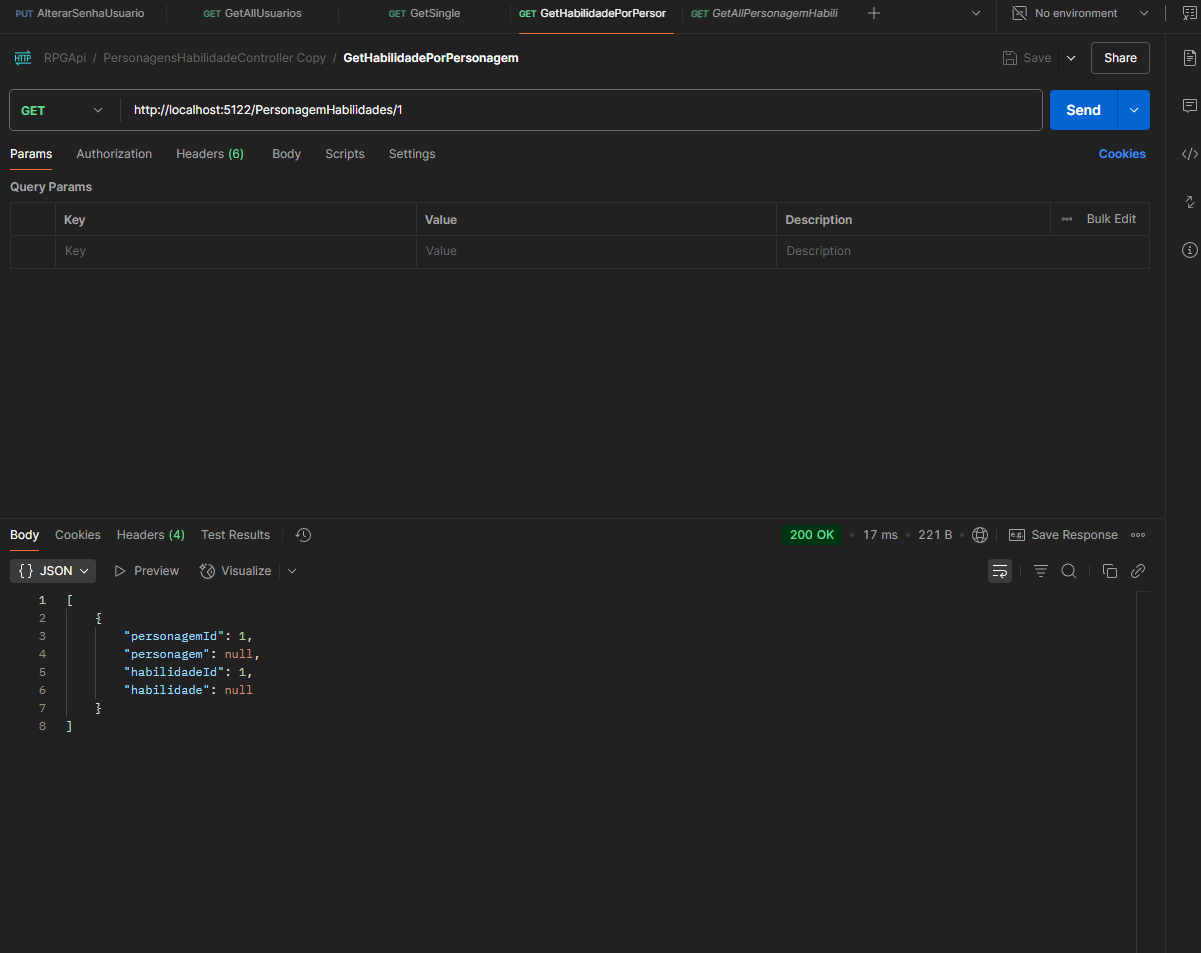 PUT AlterarSenhaUsuario GET GetAllUsuarios GET GetSingle GET GetHabilidadePorPersor GET GetAllPersonagemHabili No environment
HTTP RPGApi / PersonagensHabilidadeController Copy / GetHabilidadePorPersonagem Save Share
GET http://localhost:5122/PersonagemHabilidades/1 Send
Params Authorization Headers (6) Body Scripts Settings Cookies
Query Params
Key Value Description Bulk Edit
Key Value Description
Body Cookies Headers (4) Test Results 200 OK 17 ms 221 B e.g. Save Response
{} JSON Preview Visualize
1 [
2 {
3 "personagemId": 1,
4 "personagem": null,
5 "habilidadeId": 1,
6 "habilidade": null
7 }
8 ]